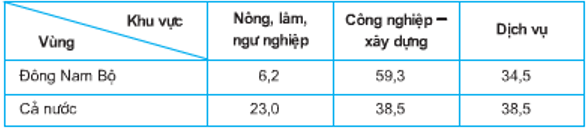 Khu vực
Vùng
Nông, lâm,
ngư nghiệp
Công nghiệp –
xây dựng
Dịch vụ
Đông Nam Bộ 6,2 59,3 34,5
Cả nước 23,0 38,5 38,5